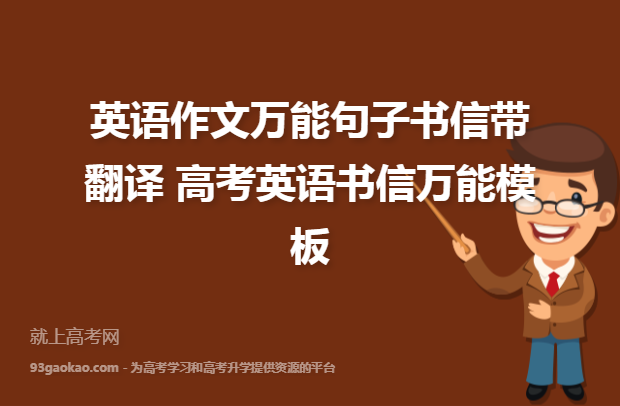 英语作文万能句子书信带
翻译 高考英语书信万能模
板
就上高考网
93gaokao.com - 为高考学习和高考升学提供资源的平台